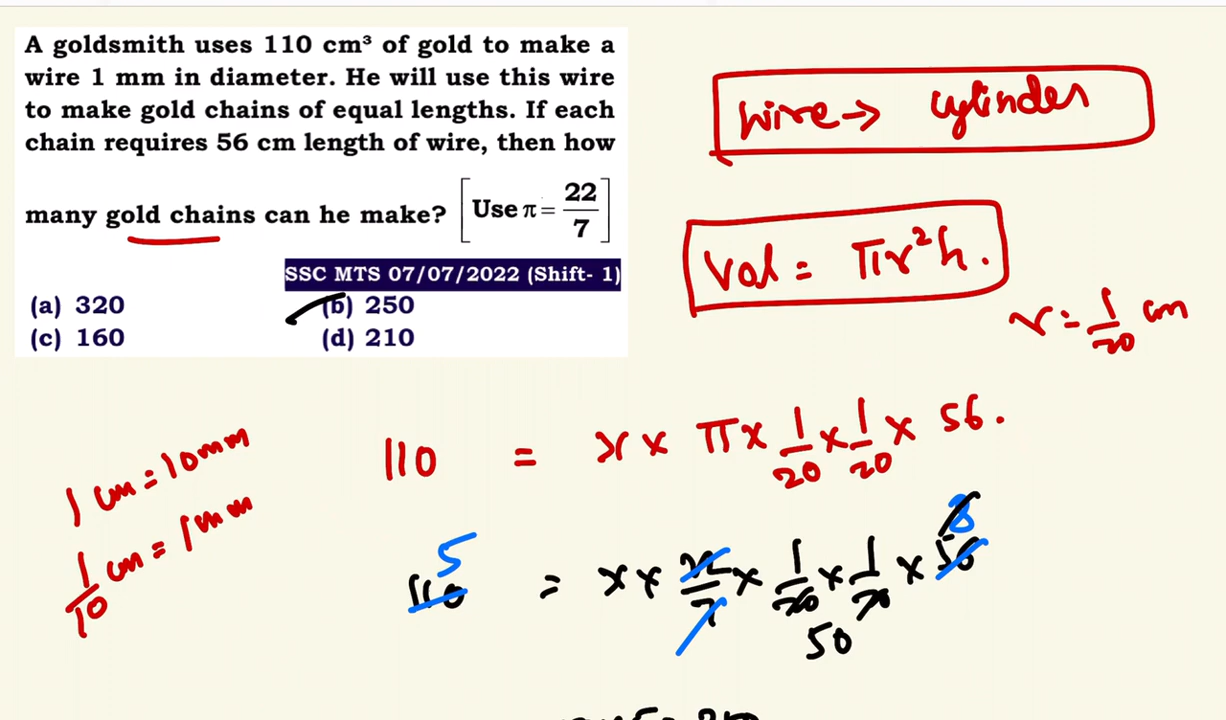 A goldsmith uses 110 cm³ of gold to make a
wire 1 mm in diameter. He will use this wire
to make gold chains of equal lengths. If each
chain requires 56 cm length of wire, then how
many gold chains can he make? [Use π = 22/7]
SSC MTS 07/07/2022 (Shift- 1)
(a) 320 (b) 250
(c) 160 (d) 210
wire → cylinder
Vol = πr²h.
r = 1/20 cm
1 cm = 10mm
1/10 cm = 1mm
110 = x × π × 1/20 × 1/20 × 56.
5
8
110 = x × 22/7 × 1/20 × 1/20 × 56
50